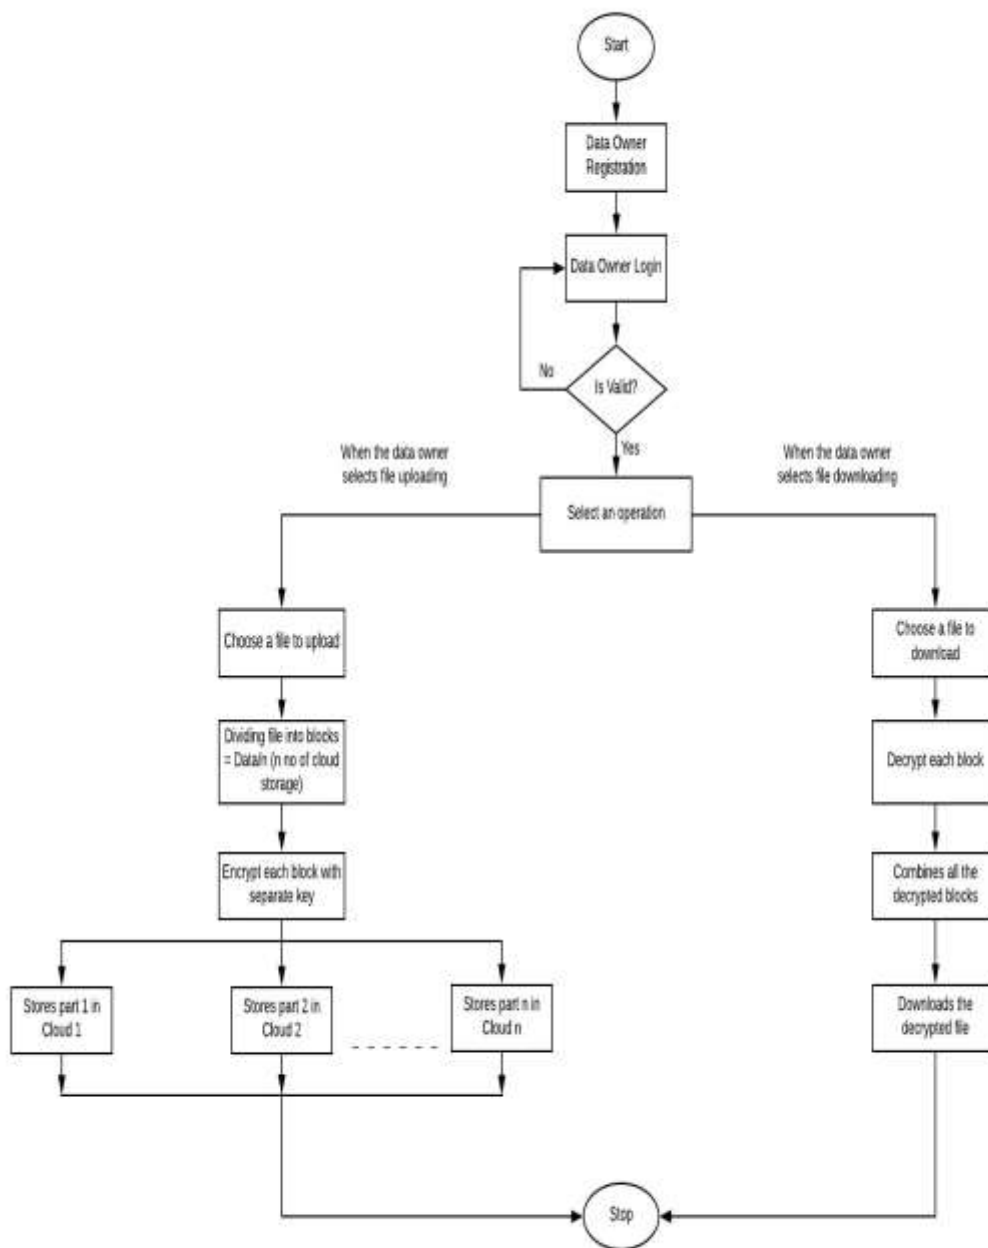 Start
Data Owner
Registration
Data Owner Login
No
Is Valid?
Yes
When the data owner
selects file uploading
When the data owner
selects file downloading
Select an operation
Choose a file to upload
Choose a file to
download
Dividing file into blocks
= Data/n (n no of cloud
storage)
Decrypt each block
Encrypt each block with
separate key
Combines all the
decrypted blocks
Stores part 1 in
Cloud 1
Stores part 2 in
Cloud 2
Stores part n in
Cloud n
Downloads the
decrypted file
Stop